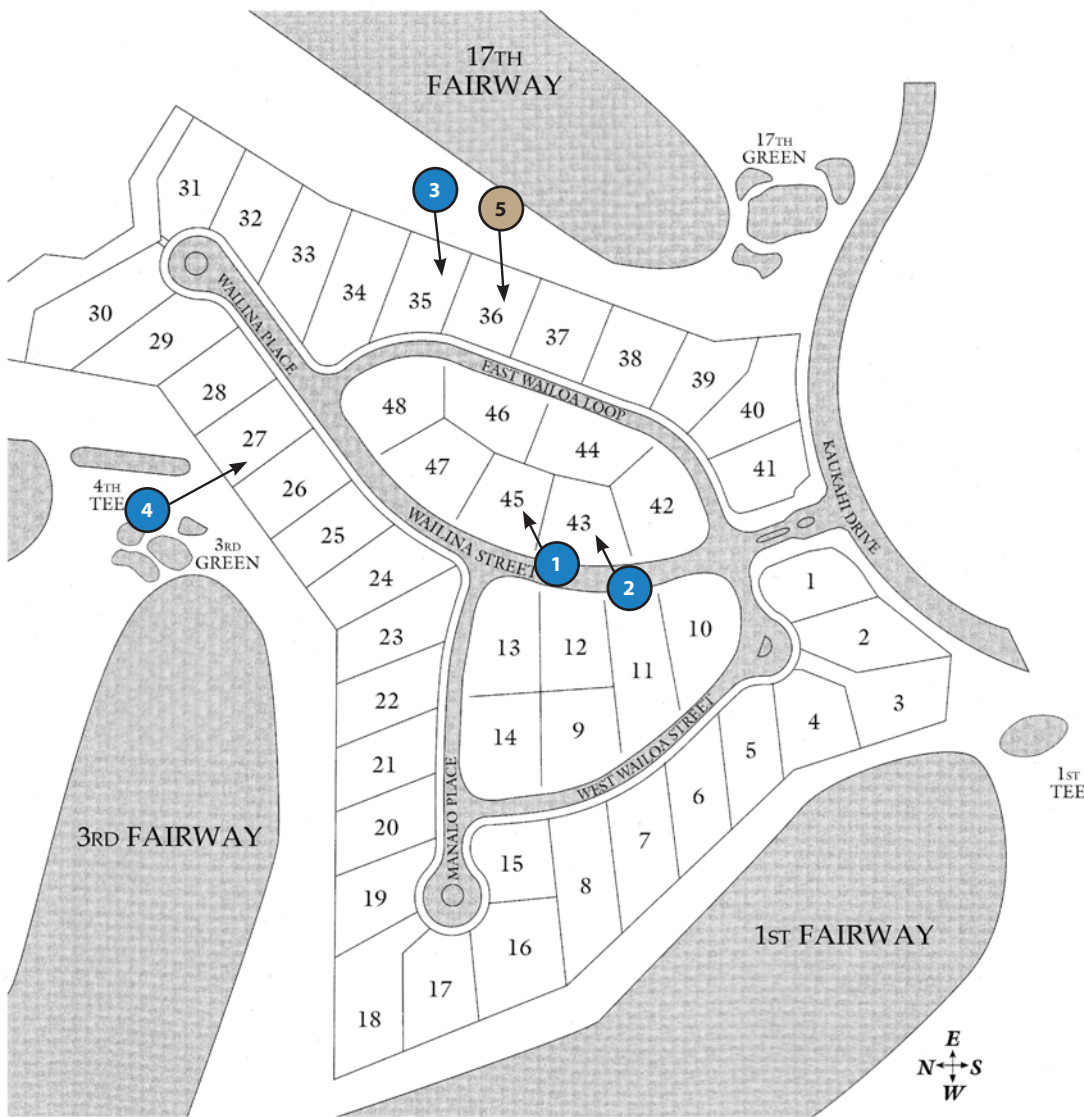 17TH
FAIRWAY
17TH
GREEN
3
5
31
32
33
34
35
36
37
38
39
40
41
30
29
28
27
26
25
24
WAILINA PLACE
EAST WAILOA LOOP
KAUKAHI DRIVE
48
46
44
42
47
45
43
WAILINA STREET
1
2
4TH
TEE
4
3RD
GREEN
23
22
21
20
19
18
17
13
12
11
10
14
9
MANALO PLACE
WEST WAILOA STREET
1
2
3
4
5
6
7
8
15
16
3RD FAIRWAY
1ST FAIRWAY
1ST
TEE
E
N S
W